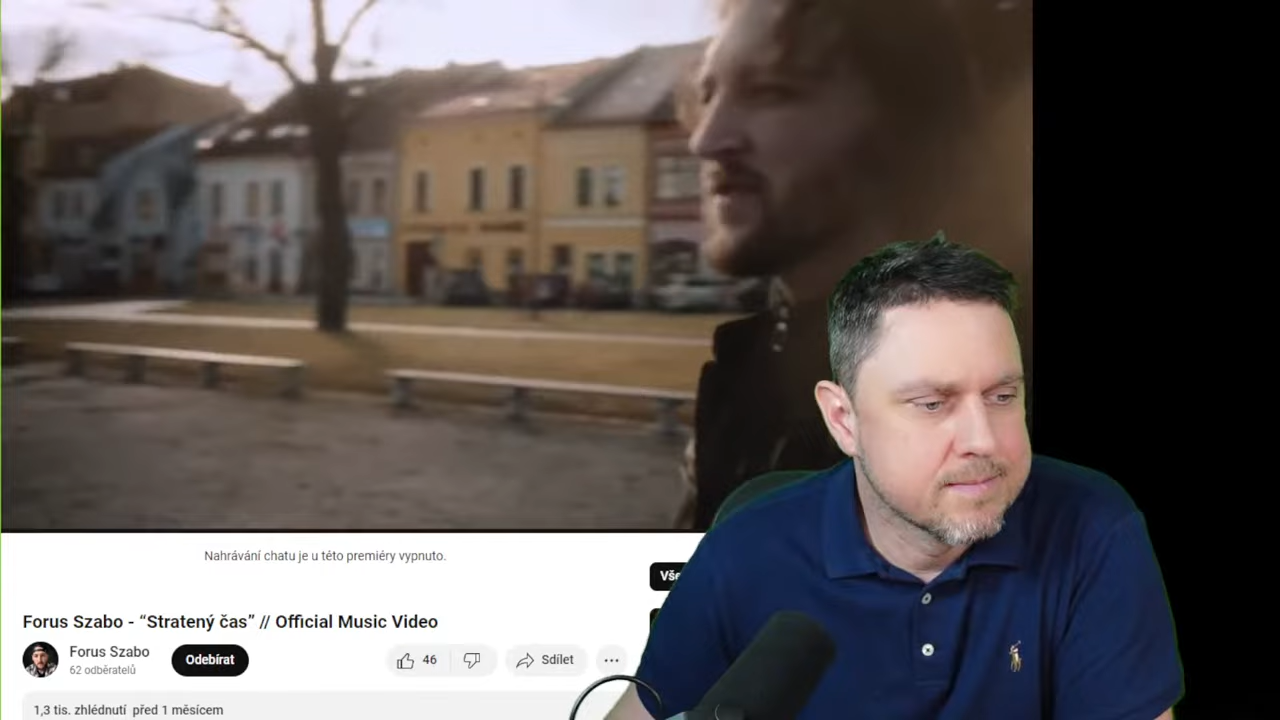 Nahrávání chatu je u této premiéry vypnuto.
Forus Szabo - “Stratený čas” // Official Music Video
Forus Szabo
62 odběratelů
Odebírat
46
Sdílet
1,3 tis. zhlédnutí před 1 měsícem